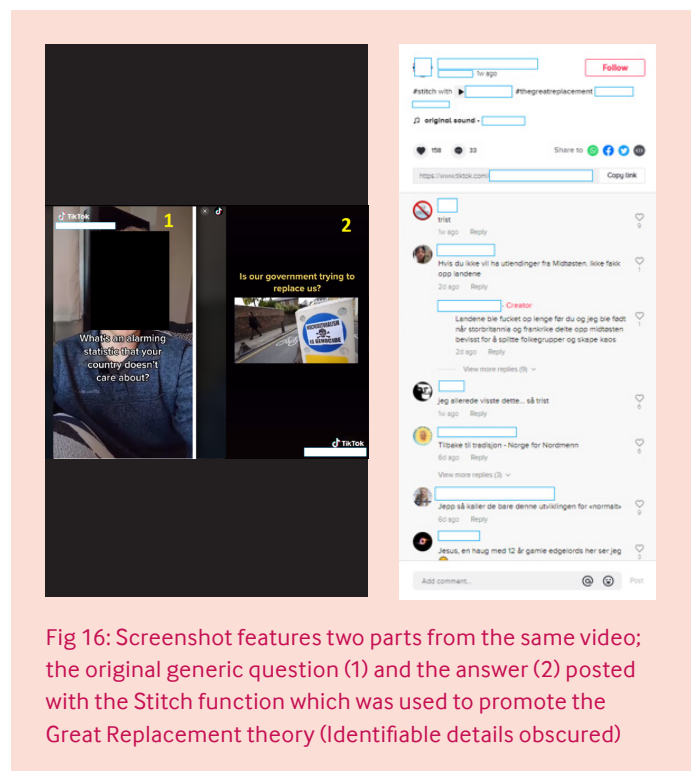 TikTok
1
What's an alarming
statistic that your
country doesn't
care about?
2
Is our government trying to
replace us?
MULTICULTURALISM
IS GENOCIDE
TikTok
1w ago
Follow
#stitch with #thegreatreplacement
original sound -
158 33 Share to
https://www.tiktok.com/ Copy link
trist
1w ago Reply
9
Hvis du ikke vil ha utlendinger fra Midtøsten. Ikke fakk
opp landene
1
2d ago Reply
- Creator
Landene ble fucket op lenge før du og jeg ble født
når storbritannia og frankrike delte opp midtøsten
bevisst for å splitte folkegrupper og skape kaos
1
2d ago Reply
View more replies (9)
jeg allerede visste dette... så trist
6
1w ago Reply
Tilbake til tradisjon - Norge for Nordmenn
6
6d ago Reply
View more replies (3)
Jepp så kaller de bare denne utviklingen for «normalt»
9
6d ago Reply
Jesus, en haug med 12 år gamle edgelords her ser jeg
3
Add comment... Post
Fig 16: Screenshot features two parts from the same video;
the original generic question (1) and the answer (2) posted
with the Stitch function which was used to promote the
Great Replacement theory (Identifiable details obscured)